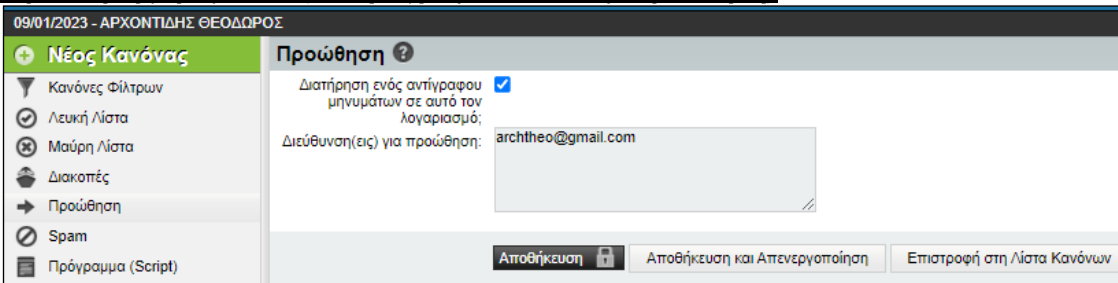 09/01/2023 - ΑΡΧΟΝΤΙΔΗΣ ΘΕΟΔΩΡΟΣ
Νέος Κανόνας
Κανόνες Φίλτρων
Λευκή Λίστα
Μαύρη Λίστα
Διακοπές
Προώθηση
Spam
Πρόγραμμα (Script)
Προώθηση
Διατήρηση ενός αντίγραφου
μηνυμάτων σε αυτό τον
λογαριασμό;
Διεύθυνση(εις) για προώθηση: archtheo@gmail.com
Αποθήκευση Αποθήκευση και Απενεργοποίηση Επιστροφή στη Λίστα Κανόνων